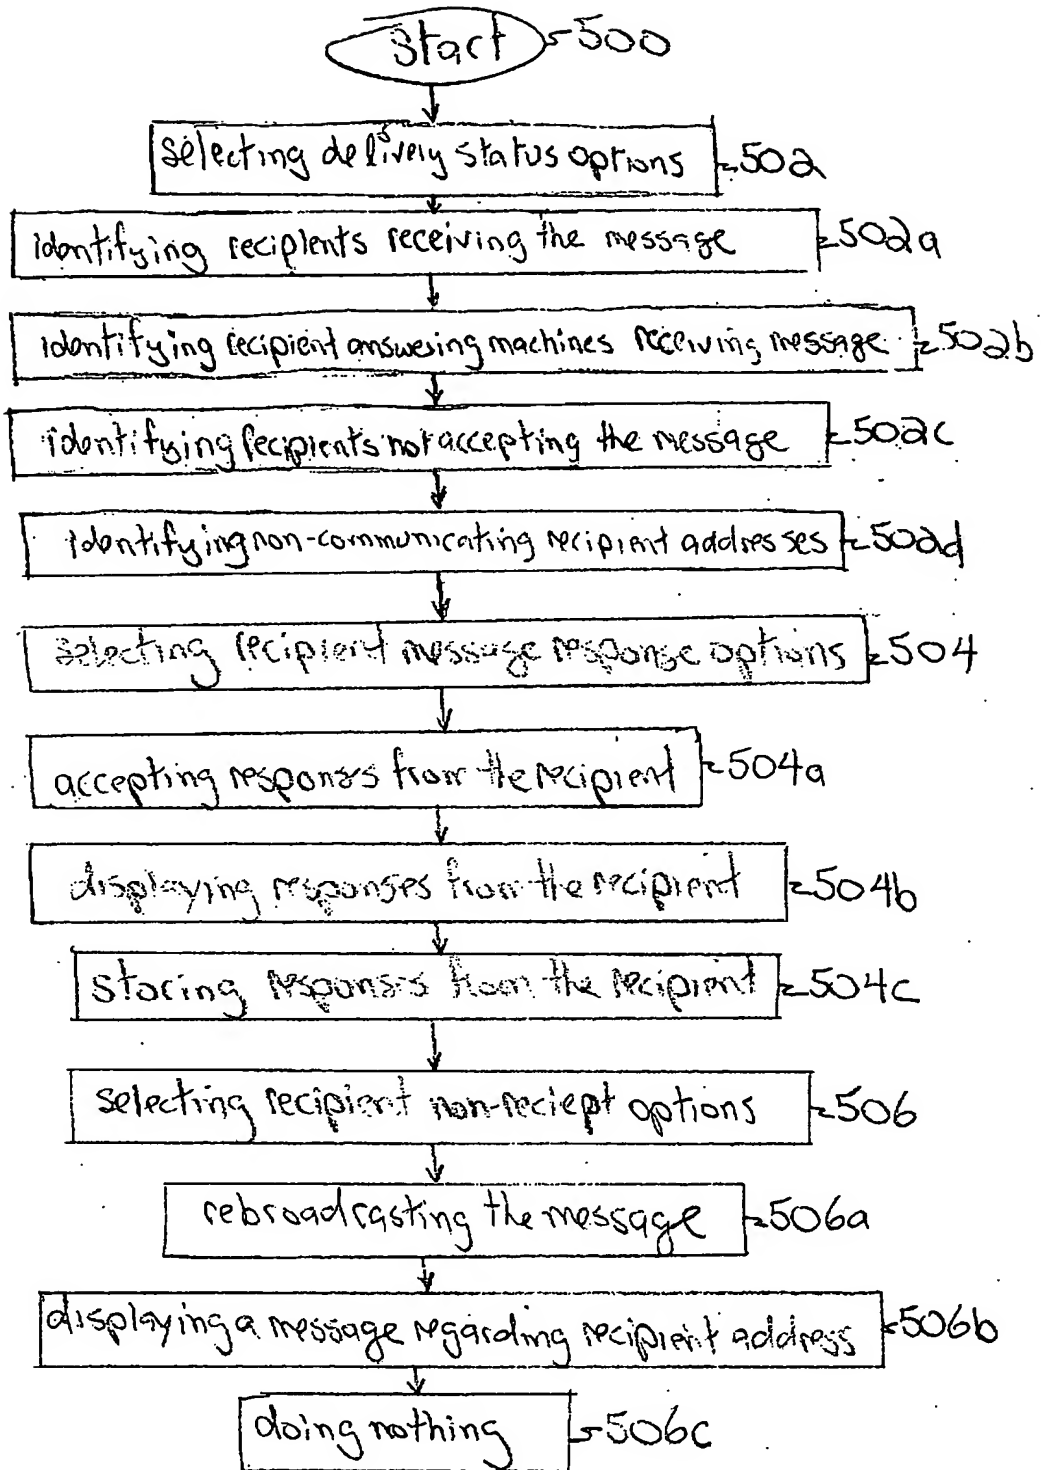 Start 500
selecting delivery status options 502
identifying recipients receiving the message 502a
identifying recipient answering machines receiving message 502b
identifying recipients not accepting the message 502c
identifying non-communicating recipient addresses 502d
selecting recipient message response options 504
accepting responses from the recipient 504a
displaying responses from the recipient 504b
storing responses from the recipient 504c
selecting recipient non-reciept options 506
rebroadcasting the message 506a
displaying a message regarding recipient address 506b
doing nothing 506c